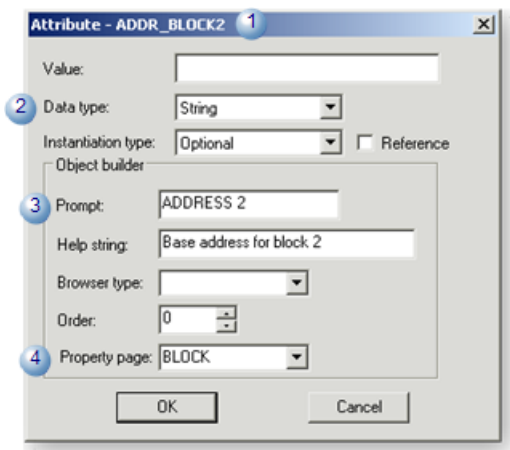 Attribute - ADDR_BLOCK2 1
Value:
2 Data type: String
Instantiation type: Optional Reference
Object builder
3 Prompt: ADDRESS 2
Help string: Base address for block 2
Browser type:
Order: 0
4 Property page: BLOCK
OK Cancel